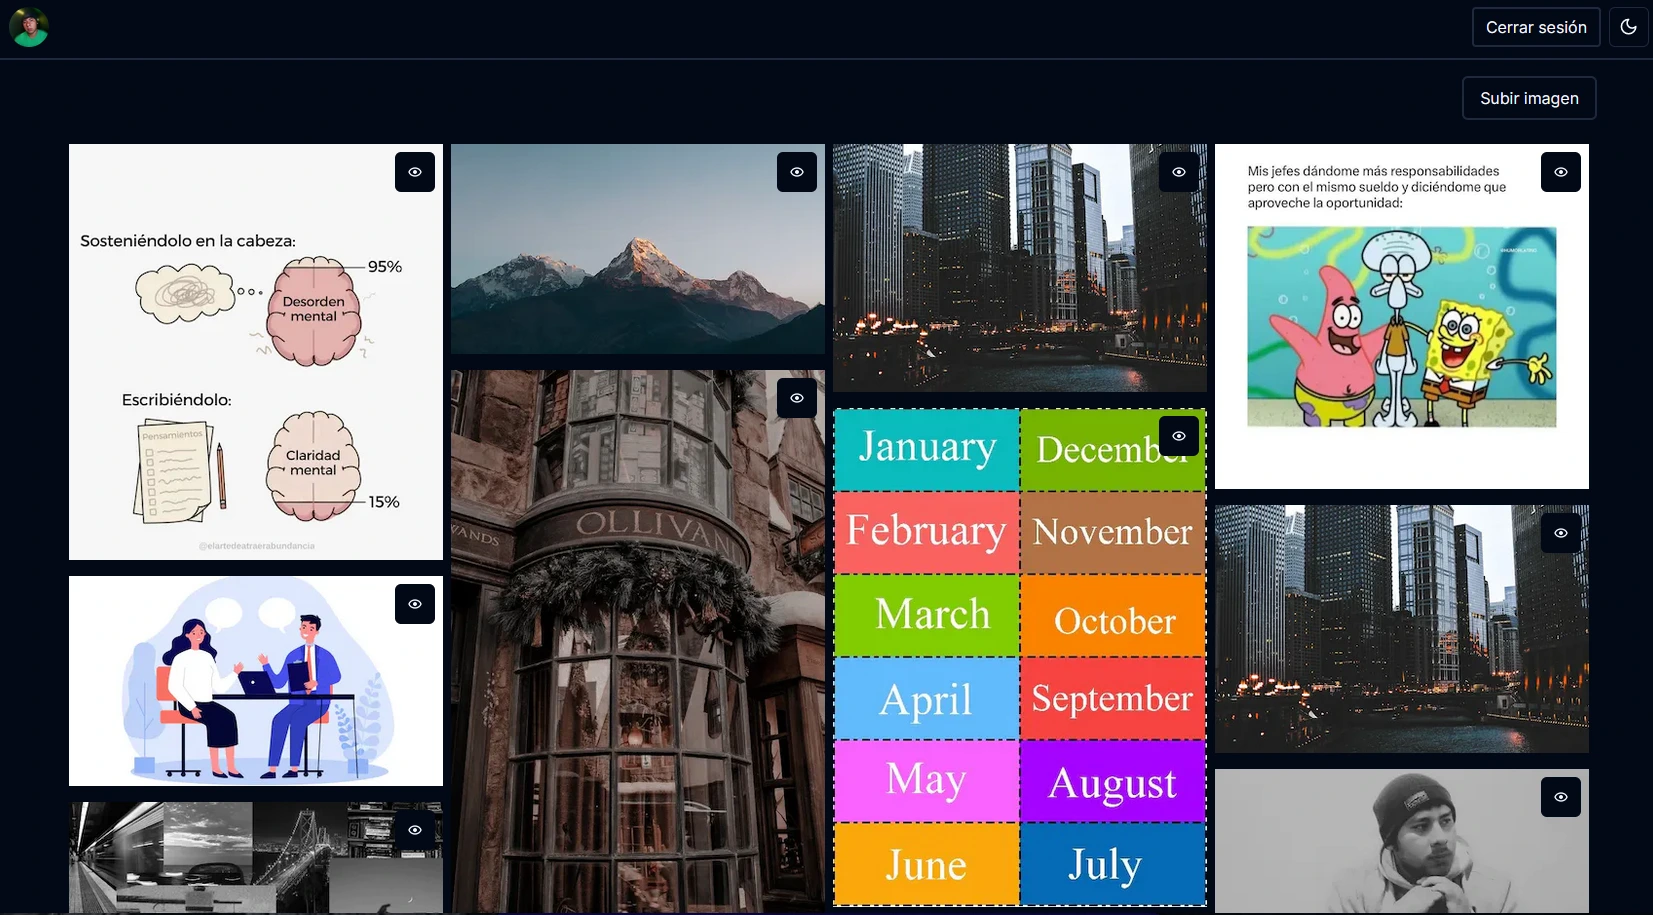 Cerrar sesión
Subir imagen
Sosteniéndolo en la cabeza:
95%
Desorden
mental
Escribiéndolo:
Pensamientos
Claridad
mental
15%
@elartedeatraerabundancia
WANDS
OLLIVAN
January
December
February
November
March
October
April
September
May
August
June
July
Mis jefes dándome más responsabilidades
pero con el mismo sueldo y diciéndome que
aproveche la oportunidad: